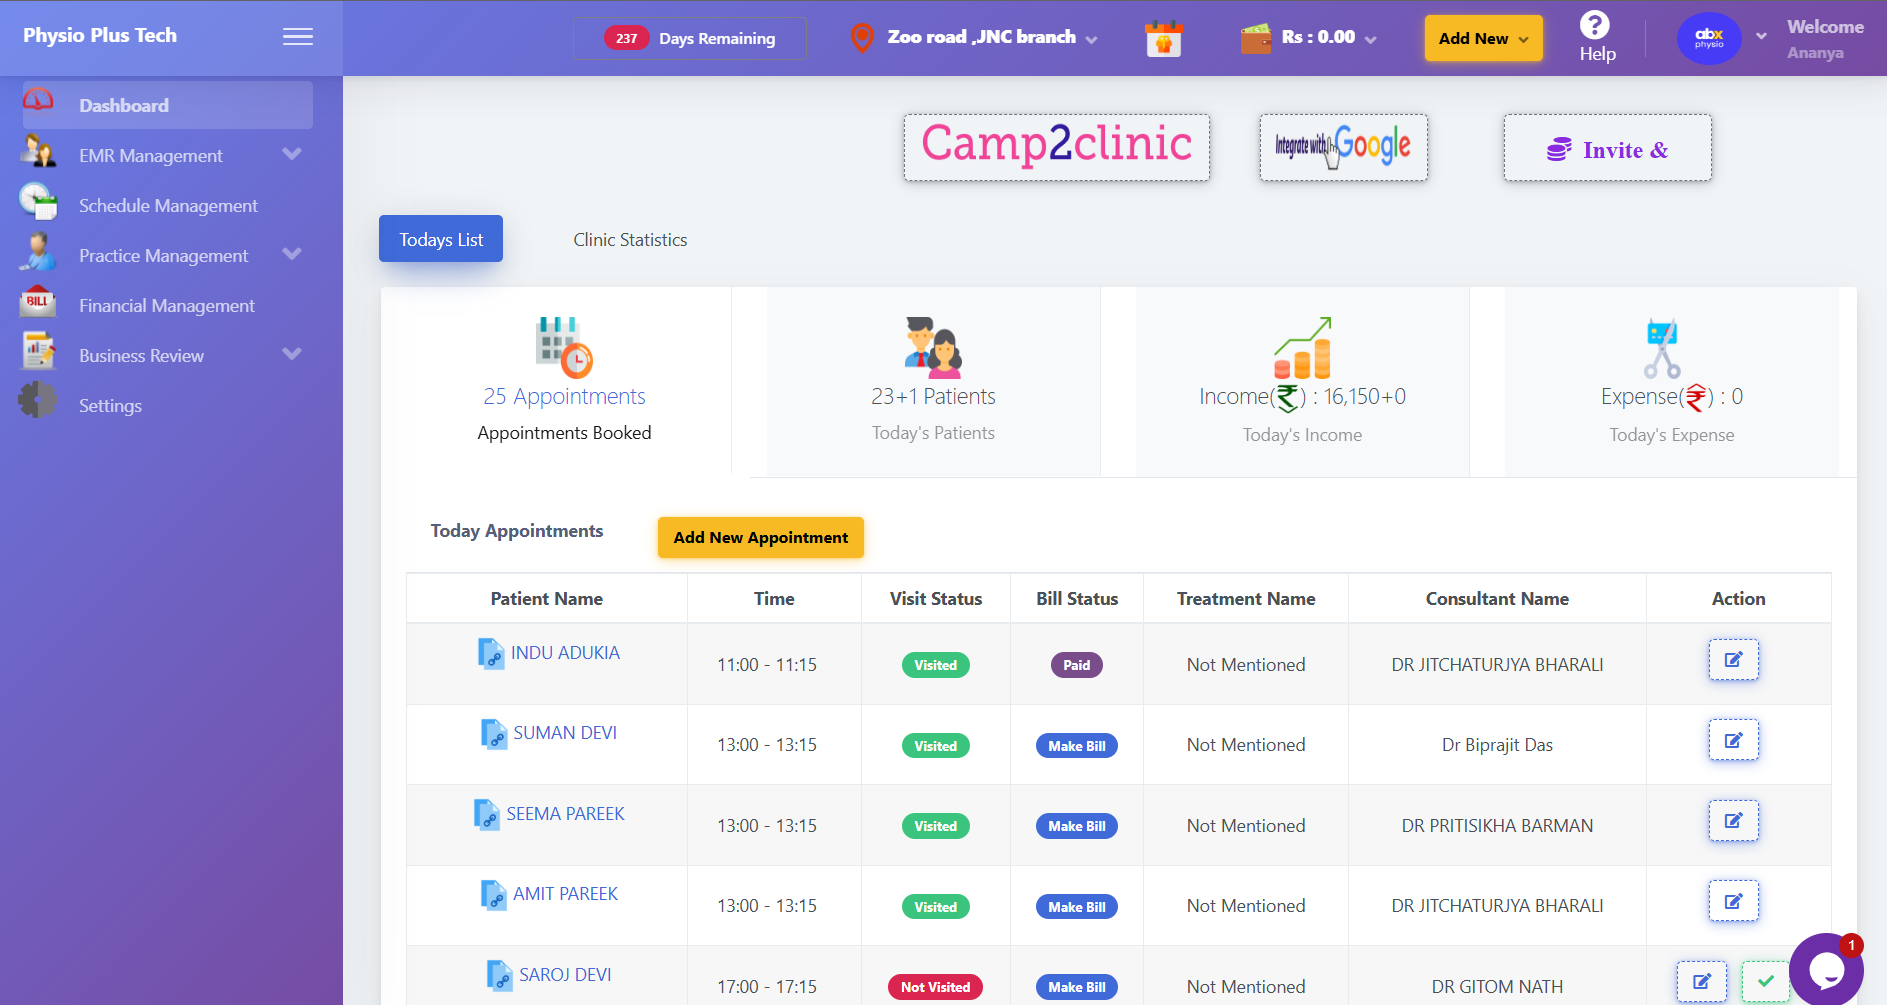 Physio Plus Tech
237 Days Remaining
Zoo road ,JNC branch
Rs : 0.00
Add New
Help
abx
physio
Welcome
Ananya
Dashboard
EMR Management
Schedule Management
Practice Management
BILL
Financial Management
Business Review
Settings
Camp2clinic
Integrate with Google
Invite &
Todays List
Clinic Statistics
25 Appointments
Appointments Booked
23+1 Patients
Today's Patients
Income(₹) : 16,150+0
Today's Income
Expense(₹) : 0
Today's Expense
Today Appointments
Add New Appointment
Patient Name Time Visit Status Bill Status Treatment Name Consultant Name Action
INDU ADUKIA 11:00 - 11:15 Visited Paid Not Mentioned DR JITCHATURJYA BHARALI
SUMAN DEVI 13:00 - 13:15 Visited Make Bill Not Mentioned Dr Biprajit Das
SEEMA PAREEK 13:00 - 13:15 Visited Make Bill Not Mentioned DR PRITISIKHA BARMAN
AMIT PAREEK 13:00 - 13:15 Visited Make Bill Not Mentioned DR JITCHATURJYA BHARALI
SAROJ DEVI 17:00 - 17:15 Not Visited Make Bill Not Mentioned DR GITOM NATH
1